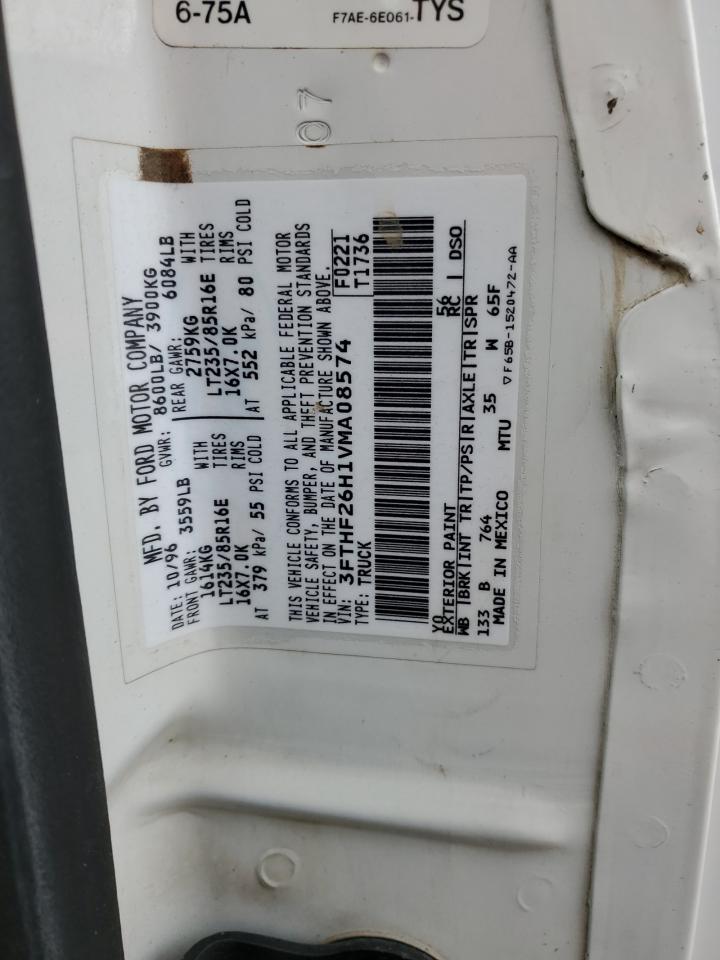 6-75A F7AE-6E061-TYS
07
MFD. BY FORD MOTOR COMPANY
DATE: 10/96 GVWR: 8600LB/ 3900KG
FRONT GAWR: 3559LB REAR GAWR: 6084LB
1614KG WITH 2759KG WITH
LT235/85R16E TIRES LT235/85R16E TIRES
16X7.0K RIMS 16X7.0K RIMS
AT 379 kPa/ 55 PSI COLD AT 552 kPa/ 80 PSI COLD
THIS VEHICLE CONFORMS TO ALL APPLICABLE FEDERAL MOTOR
VEHICLE SAFETY, BUMPER, AND THEFT PREVENTION STANDARDS
IN EFFECT ON THE DATE OF MANUFACTURE SHOWN ABOVE.
VIN: 3FTHF26H1VMA08574 F0221
TYPE: TRUCK T1736
YO 56
EXTERIOR PAINT RC DSO
WB BRK INT TR TP/PS R AXLE TR SPR
133 B 764 35 W 65F
MADE IN MEXICO MTU
▽F65B-1520472-AA